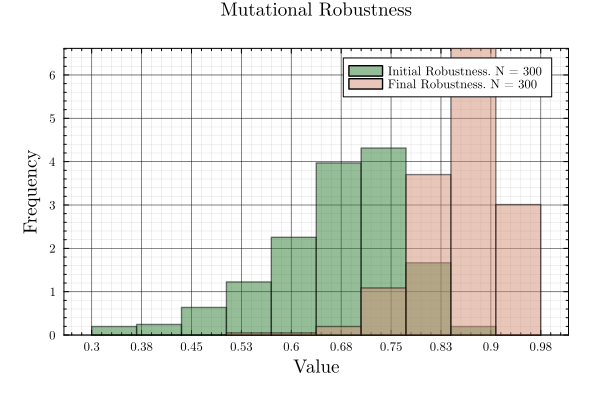 Mutational Robustness
Initial Robustness. N = 300
Final Robustness. N = 300
6
5
4
3
2
1
0
Frequency
0.3 0.38 0.45 0.53 0.6 0.68 0.75 0.83 0.9 0.98
Value